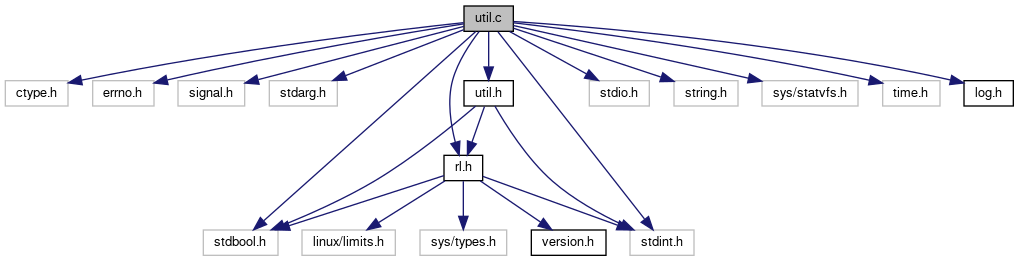 util.c
ctype.h
errno.h
signal.h
stdarg.h
util.h
stdio.h
string.h
sys/statvfs.h
time.h
log.h
rl.h
stdbool.h
linux/limits.h
sys/types.h
version.h
stdint.h